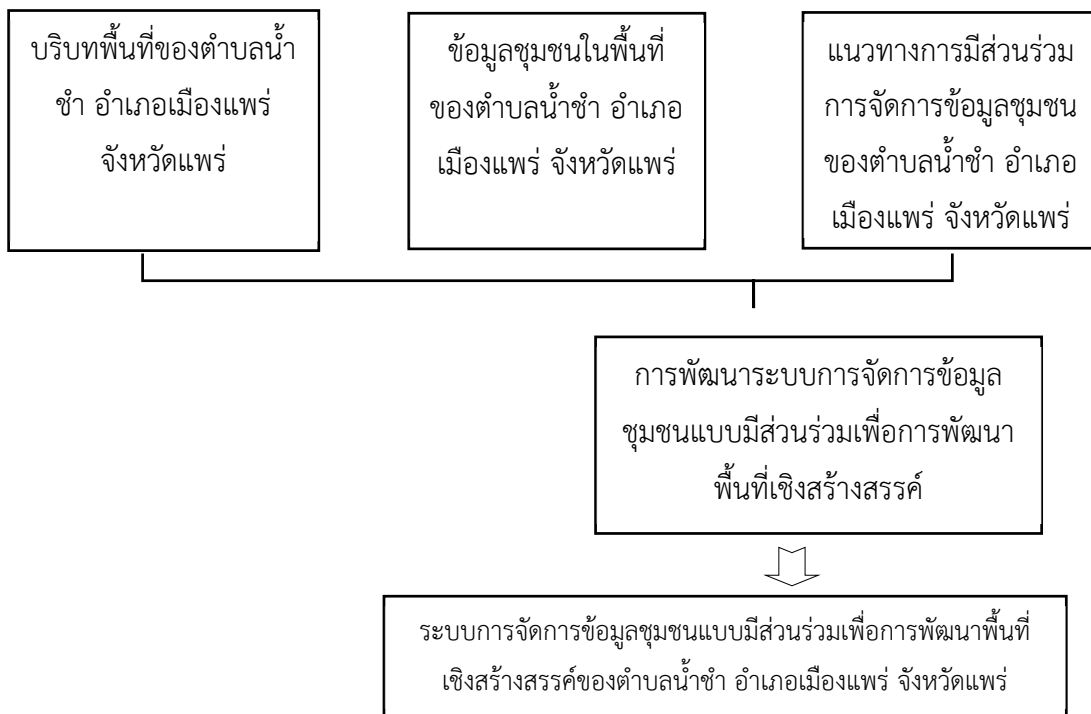 บริบทพื้นที่ของตำบลน้ำ
ชำ อำเภอเมืองแพร่
จังหวัดแพร่
ข้อมูลชุมชนในพื้นที่
ของตำบลน้ำชำ อำเภอ
เมืองแพร่ จังหวัดแพร่
แนวทางการมีส่วนร่วม
การจัดการข้อมูลชุมชน
ของตำบลน้ำชำ อำเภอ
เมืองแพร่ จังหวัดแพร่
การพัฒนาระบบการจัดการข้อมูล
ชุมชนแบบมีส่วนร่วมเพื่อการพัฒนา
พื้นที่เชิงสร้างสรรค์
ระบบการจัดการข้อมูลชุมชนแบบมีส่วนร่วมเพื่อการพัฒนาพื้นที่
เชิงสร้างสรรค์ของตำบลน้ำชำ อำเภอเมืองแพร่ จังหวัดแพร่